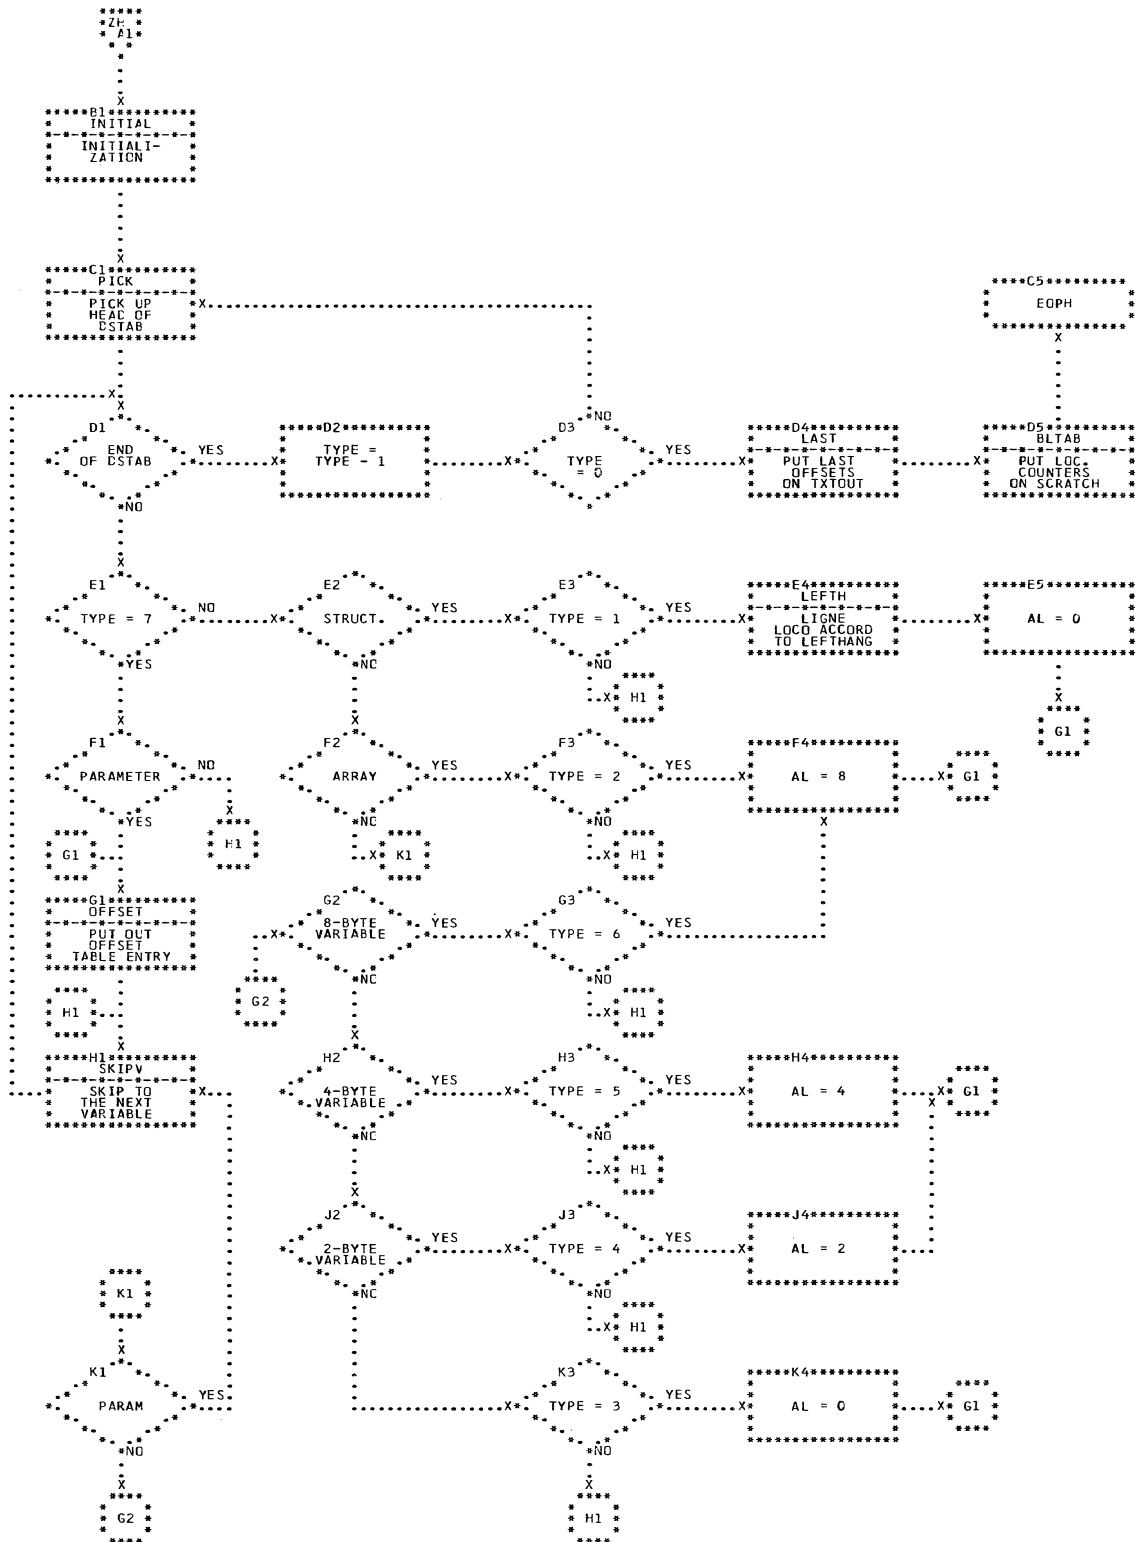 ZH
A1
B1
INITIAL
INITIALI-
ZATION
C1
PICK
PICK UP
HEAD OF
DSTAB
C5
EOPH
D1
END
OF DSTAB
YES
NO
D2
TYPE =
TYPE - 1
D3
NO
TYPE
= 0
YES
D4
LAST
PUT LAST
OFFSETS
ON TXTOUT
D5
BLTAB
PUT LOC.
COUNTERS
ON SCRATCH
E1
TYPE = 7
NO
YES
E2
STRUCT.
YES
NO
E3
TYPE = 1
YES
NO
H1
E4
LEFTH
LIGNE
LOCO ACCORD
TO LEFTHANG
E5
AL = 0
G1
F1
PARAMETER
NO
YES
H1
F2
ARRAY
YES
NO
K1
F3
TYPE = 2
YES
NO
H1
F4
AL = 8
G1
G1
G1
OFFSET
PUT OUT
OFFSET
TABLE ENTRY
G2
8-BYTE
VARIABLE
YES
NO
G2
G3
TYPE = 6
YES
NO
H1
H1
H1
SKIPV
SKIP TO
THE NEXT
VARIABLE
H2
4-BYTE
VARIABLE
YES
NO
H3
TYPE = 5
YES
NO
H1
H4
AL = 4
G1
J2
2-BYTE
VARIABLE
YES
NO
J3
TYPE = 4
YES
NO
H1
J4
AL = 2
K1
K1
PARAM
YES
NO
G2
K3
TYPE = 3
YES
NO
H1
K4
AL = 0
G1